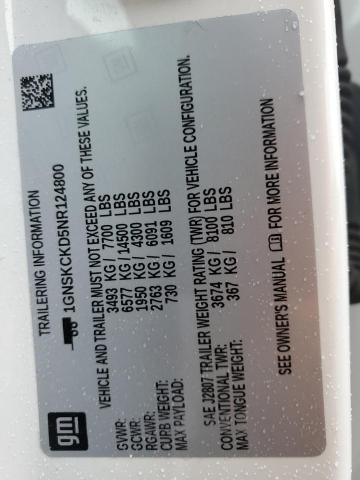 gm
TRAILERING INFORMATION
1GNSKCKD5NR124800
VEHICLE AND TRAILER MUST NOT EXCEED ANY OF THESE VALUES.
GVWR: 3493 KG / 7700 LBS
GCWR: 6577 KG / 14500 LBS
RGAWR: 1950 KG / 4300 LBS
CURB WEIGHT: 2763 KG / 6091 LBS
MAX PAYLOAD: 730 KG / 1609 LBS
SAE J2807 TRAILER WEIGHT RATING (TWR) FOR VEHICLE CONFIGURATION.
CONVENTIONAL TWR: 3674 KG / 8100 LBS
MAX TONGUE WEIGHT: 367 KG / 810 LBS
SEE OWNER'S MANUAL FOR MORE INFORMATION